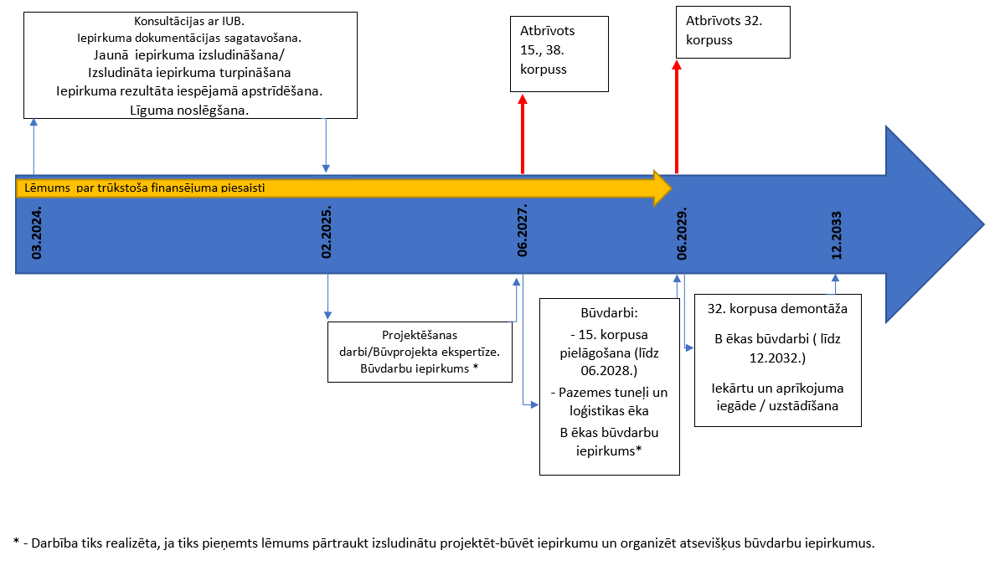 Konsultācijas ar IUB.
Iepirkuma dokumentācijas sagatavošana.
Jaunā iepirkuma izsludināšana/
Izsludināta iepirkuma turpināšana
Iepirkuma rezultāta iespējamā apstrīdēšana.
Līguma noslēgšana.
Atbrīvots
15., 38.
korpuss
Atbrīvots 32.
korpuss
Lēmums par trūkstoša finansējuma piesaisti
03.2024.
02.2025.
06.2027.
06.2029.
12.2033
Projektēšanas
darbi/Būvprojekta ekspertīze.
Būvdarbu iepirkums *
Būvdarbi:
- 15. korpusa
pielāgošana (līdz
06.2028.)
- Pazemes tuneļi un
loģistikas ēka
B ēkas būvdarbu
iepirkums*
32. korpusa demontāža
B ēkas būvdarbi ( līdz
12.2032.)
Iekārtu un aprīkojuma
iegāde / uzstādīšana
* - Darbība tiks realizēta, ja tiks pieņemts lēmums pārtraukt izsludinātu projektēt-būvēt iepirkumu un organizēt atsevišķus būvdarbu iepirkumus.